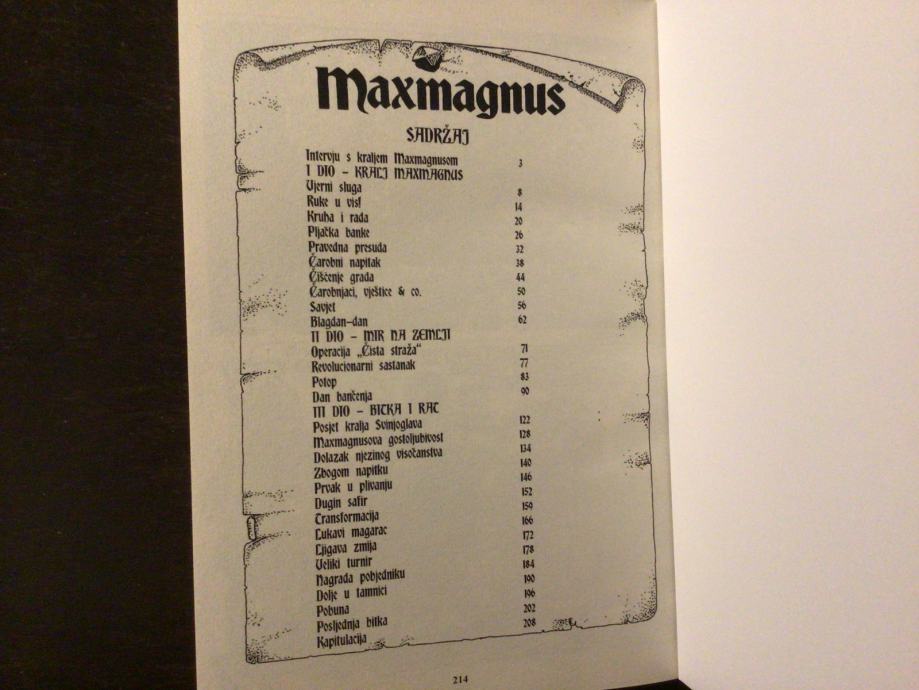 Maxmagnus
SADRŽAJ
Intervju s kraljem Maxmagnusom 3
I DIO – KRALJ MAXMAGNUS
Vjerni sluga 8
Ruke u vis! 14
Kruha i rada 20
Pljačka banke 26
Pravedna presuda 32
Čarobni napitak 38
Čišćenje grada 44
Čarobnjaci, vještice & co. 50
Savjet 56
Blagdan–dan 62
II DIO – MIR NA ZEMLJI
Operacija „Čista straža“ 71
Revolucionarni sastanak 77
Potop 83
Dan bančenja 90
III DIO – BITKA I RAT
Posjet kralja Svinjoglava 122
Maxmagnusova gostoljubivost 128
Dolazak njezinog visočanstva 134
Zbogom napitku 140
Prvak u plivanju 146
Dugin safir 152
Transformacija 159
Lukavi magarac 166
Ljigava zmija 172
Veliki turnir 178
Nagrada pobjedniku 184
Dolje u tamnici 190
Pobuna 196
Posljednja bitka 202
Kapitulacija 208
214